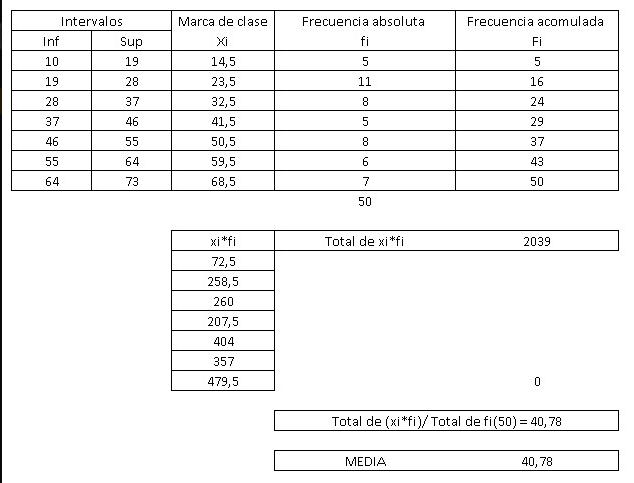 Intervalos Marca de clase Frecuencia absoluta Frecuencia acomulada
Inf Sup Xi fi Fi
10 19 14,5 5 5
19 28 23,5 11 16
28 37 32,5 8 24
37 46 41,5 5 29
46 55 50,5 8 37
55 64 59,5 6 43
64 73 68,5 7 50
50
xi*fi Total de xi*fi 2039
72,5
258,5
260
207,5
404
357
479,5 0
Total de (xi*fi)/ Total de fi(50) = 40,78
MEDIA 40,78